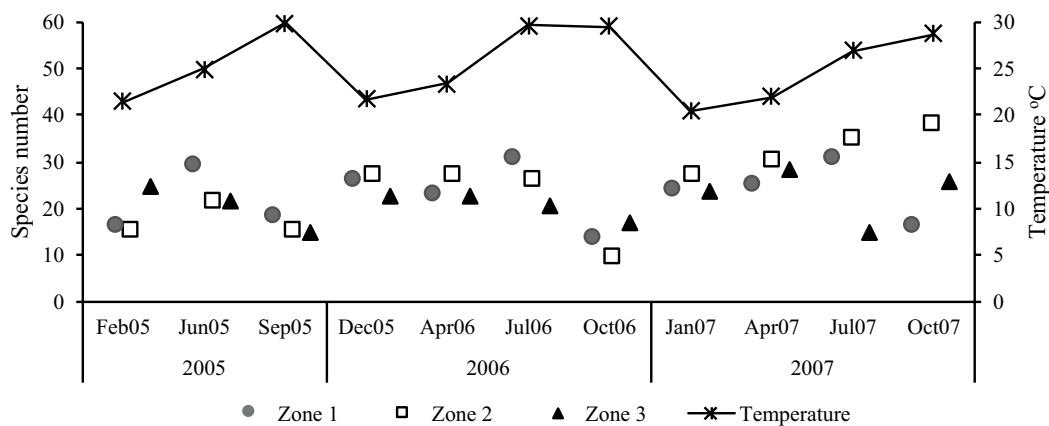 60
50
40
30
20
10
0
Species number
30
25
20
15
10
5
0
Temperature ºC
Feb05 Jun05 Sep05 Dec05 Apr06 Jul06 Oct06 Jan07 Apr07 Jul07 Oct07
2005 2006 2007
Zone 1 Zone 2 Zone 3 Temperature